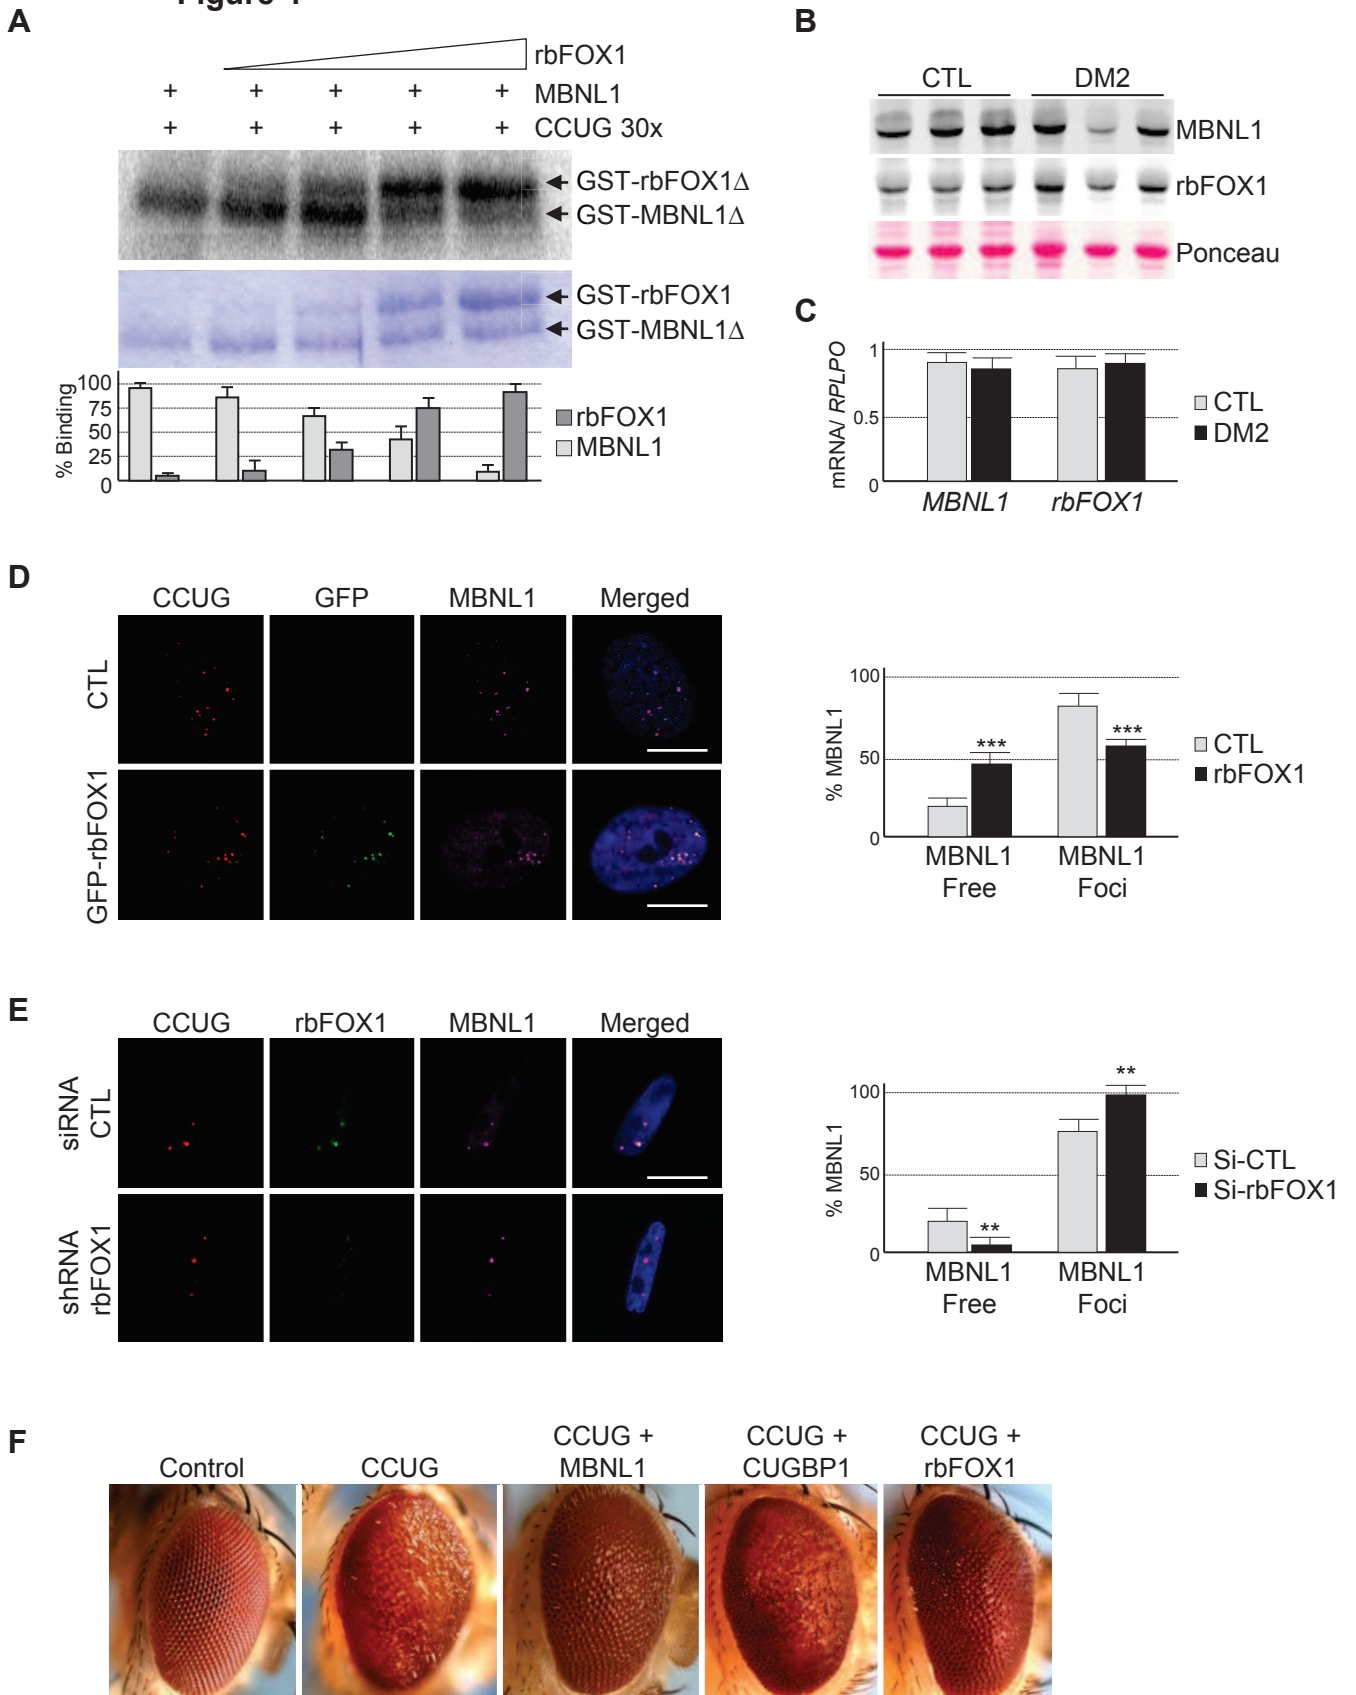 A
rbFOX1
+ + + + + MBNL1
+ + + + + CCUG 30x
GST-rbFOX1Δ
GST-MBNL1Δ
GST-rbFOX1
GST-MBNL1Δ
% Binding
100
75
50
25
0
rbFOX1
MBNL1
B
CTL DM2
MBNL1
rbFOX1
Ponceau
C
mRNA/ RPLPO
1
0.5
0
MBNL1 rbFOX1
CTL
DM2
D
CCUG GFP MBNL1 Merged
CTL
GFP-rbFOX1
% MBNL1
100
50
0
***
***
MBNL1 Free
MBNL1 Foci
CTL
rbFOX1
E
CCUG rbFOX1 MBNL1 Merged
siRNA CTL
shRNA rbFOX1
% MBNL1
100
50
0
**
**
MBNL1 Free
MBNL1 Foci
Si-CTL
Si-rbFOX1
F
Control
CCUG
CCUG + MBNL1
CCUG + CUGBP1
CCUG + rbFOX1